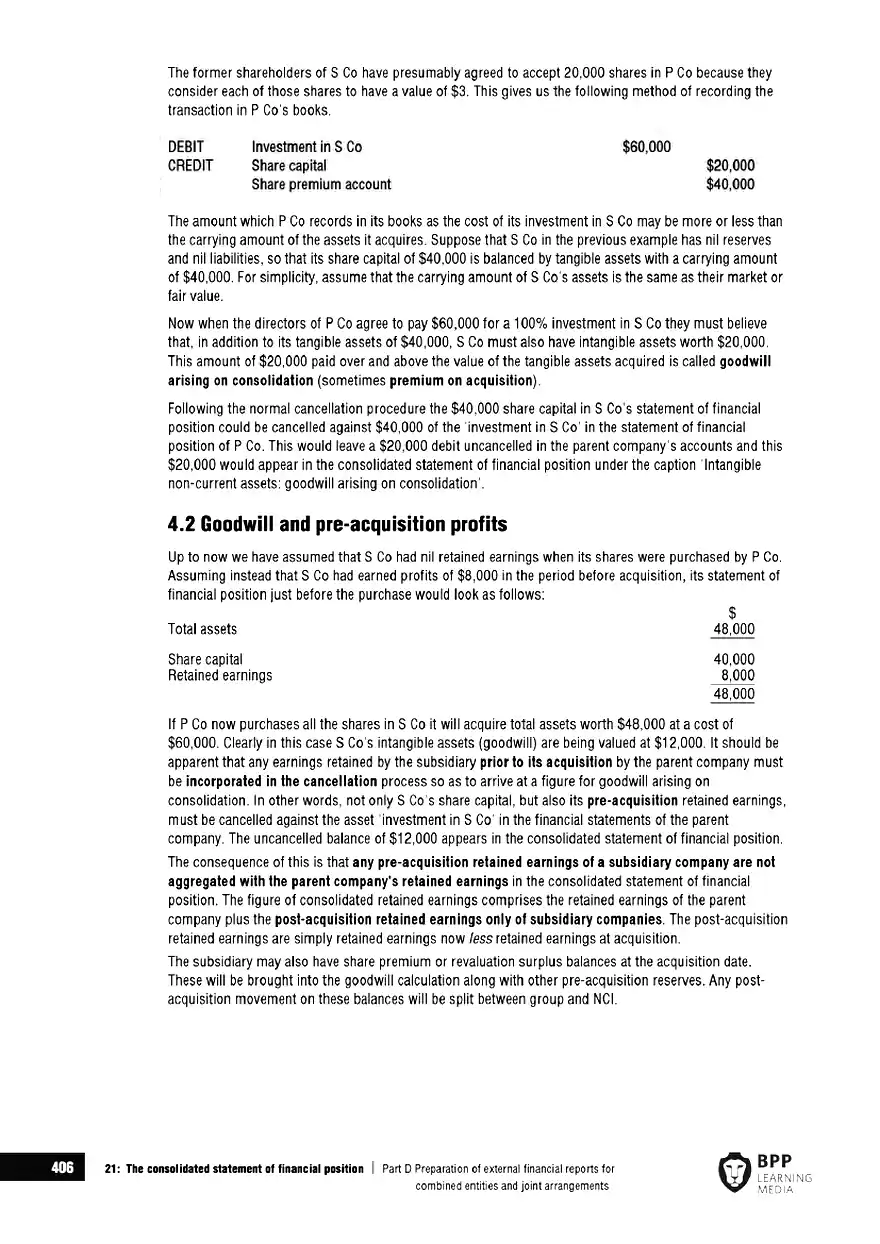 The former shareholders of S Co have presumably agreed to accept 20,000 shares in P Co because they
consider each of those shares to have a value of $3. This gives us the following method of recording the
transaction in P Co's books.
DEBIT Investment in S Co $60,000
CREDIT Share capital $20,000
Share premium account $40,000
The amount which P Co records in its books as the cost of its investment in S Co may be more or less than
the carrying amount of the assets it acquires. Suppose that S Co in the previous example has nil reserves
and nil liabilities, so that its share capital of $40,000 is balanced by tangible assets with a carrying amount
of $40,000. For simplicity, assume that the carrying amount of S Co's assets is the same as their market or
fair value.
Now when the directors of P Co agree to pay $60,000 for a 100% investment in S Co they must believe
that, in addition to its tangible assets of $40,000, S Co must also have intangible assets worth $20,000.
This amount of $20,000 paid over and above the value of the tangible assets acquired is called goodwill
arising on consolidation (sometimes premium on acquisition).
Following the normal cancellation procedure the $40,000 share capital in S Co's statement of financial
position could be cancelled against $40,000 of the 'investment in S Co' in the statement of financial
position of P Co. This would leave a $20,000 debit uncancelled in the parent company's accounts and this
$20,000 would appear in the consolidated statement of financial position under the caption 'Intangible
non-current assets: goodwill arising on consolidation'.
4.2 Goodwill and pre-acquisition profits
Up to now we have assumed that S Co had nil retained earnings when its shares were purchased by P Co.
Assuming instead that S Co had earned profits of $8,000 in the period before acquisition, its statement of
financial position just before the purchase would look as follows:
$
Total assets 48,000
Share capital 40,000
Retained earnings 8,000
48,000
If P Co now purchases all the shares in S Co it will acquire total assets worth $48,000 at a cost of
$60,000. Clearly in this case S Co's intangible assets (goodwill) are being valued at $12,000. It should be
apparent that any earnings retained by the subsidiary prior to its acquisition by the parent company must
be incorporated in the cancellation process so as to arrive at a figure for goodwill arising on
consolidation. In other words, not only S Co's share capital, but also its pre-acquisition retained earnings,
must be cancelled against the asset 'investment in S Co' in the financial statements of the parent
company. The uncancelled balance of $12,000 appears in the consolidated statement of financial position.
The consequence of this is that any pre-acquisition retained earnings of a subsidiary company are not
aggregated with the parent company's retained earnings in the consolidated statement of financial
position. The figure of consolidated retained earnings comprises the retained earnings of the parent
company plus the post-acquisition retained earnings only of subsidiary companies. The post-acquisition
retained earnings are simply retained earnings now less retained earnings at acquisition.
The subsidiary may also have share premium or revaluation surplus balances at the acquisition date.
These will be brought into the goodwill calculation along with other pre-acquisition reserves. Any post-
acquisition movement on these balances will be split between group and NCI.
406 21: The consolidated statement of financial position | Part D Preparation of external financial reports for
combined entities and joint arrangements
BPP
LEARNING
MEDIA